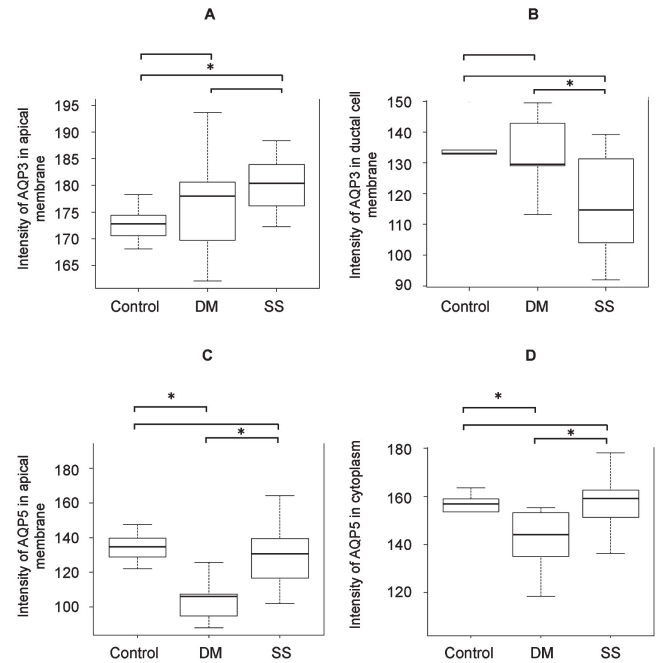 A
*
Intensity of AQP3 in apical
membrane
195
190
185
180
175
170
165
Control DM SS
B
*
Intensity of AQP3 in ductal cell
membrane
150
140
130
120
110
100
90
Control DM SS
C
*
*
Intensity of AQP5 in apical
membrane
180
160
140
120
100
Control DM SS
D
*
*
Intensity of AQP5 in cytoplasm
180
160
140
120
Control DM SS